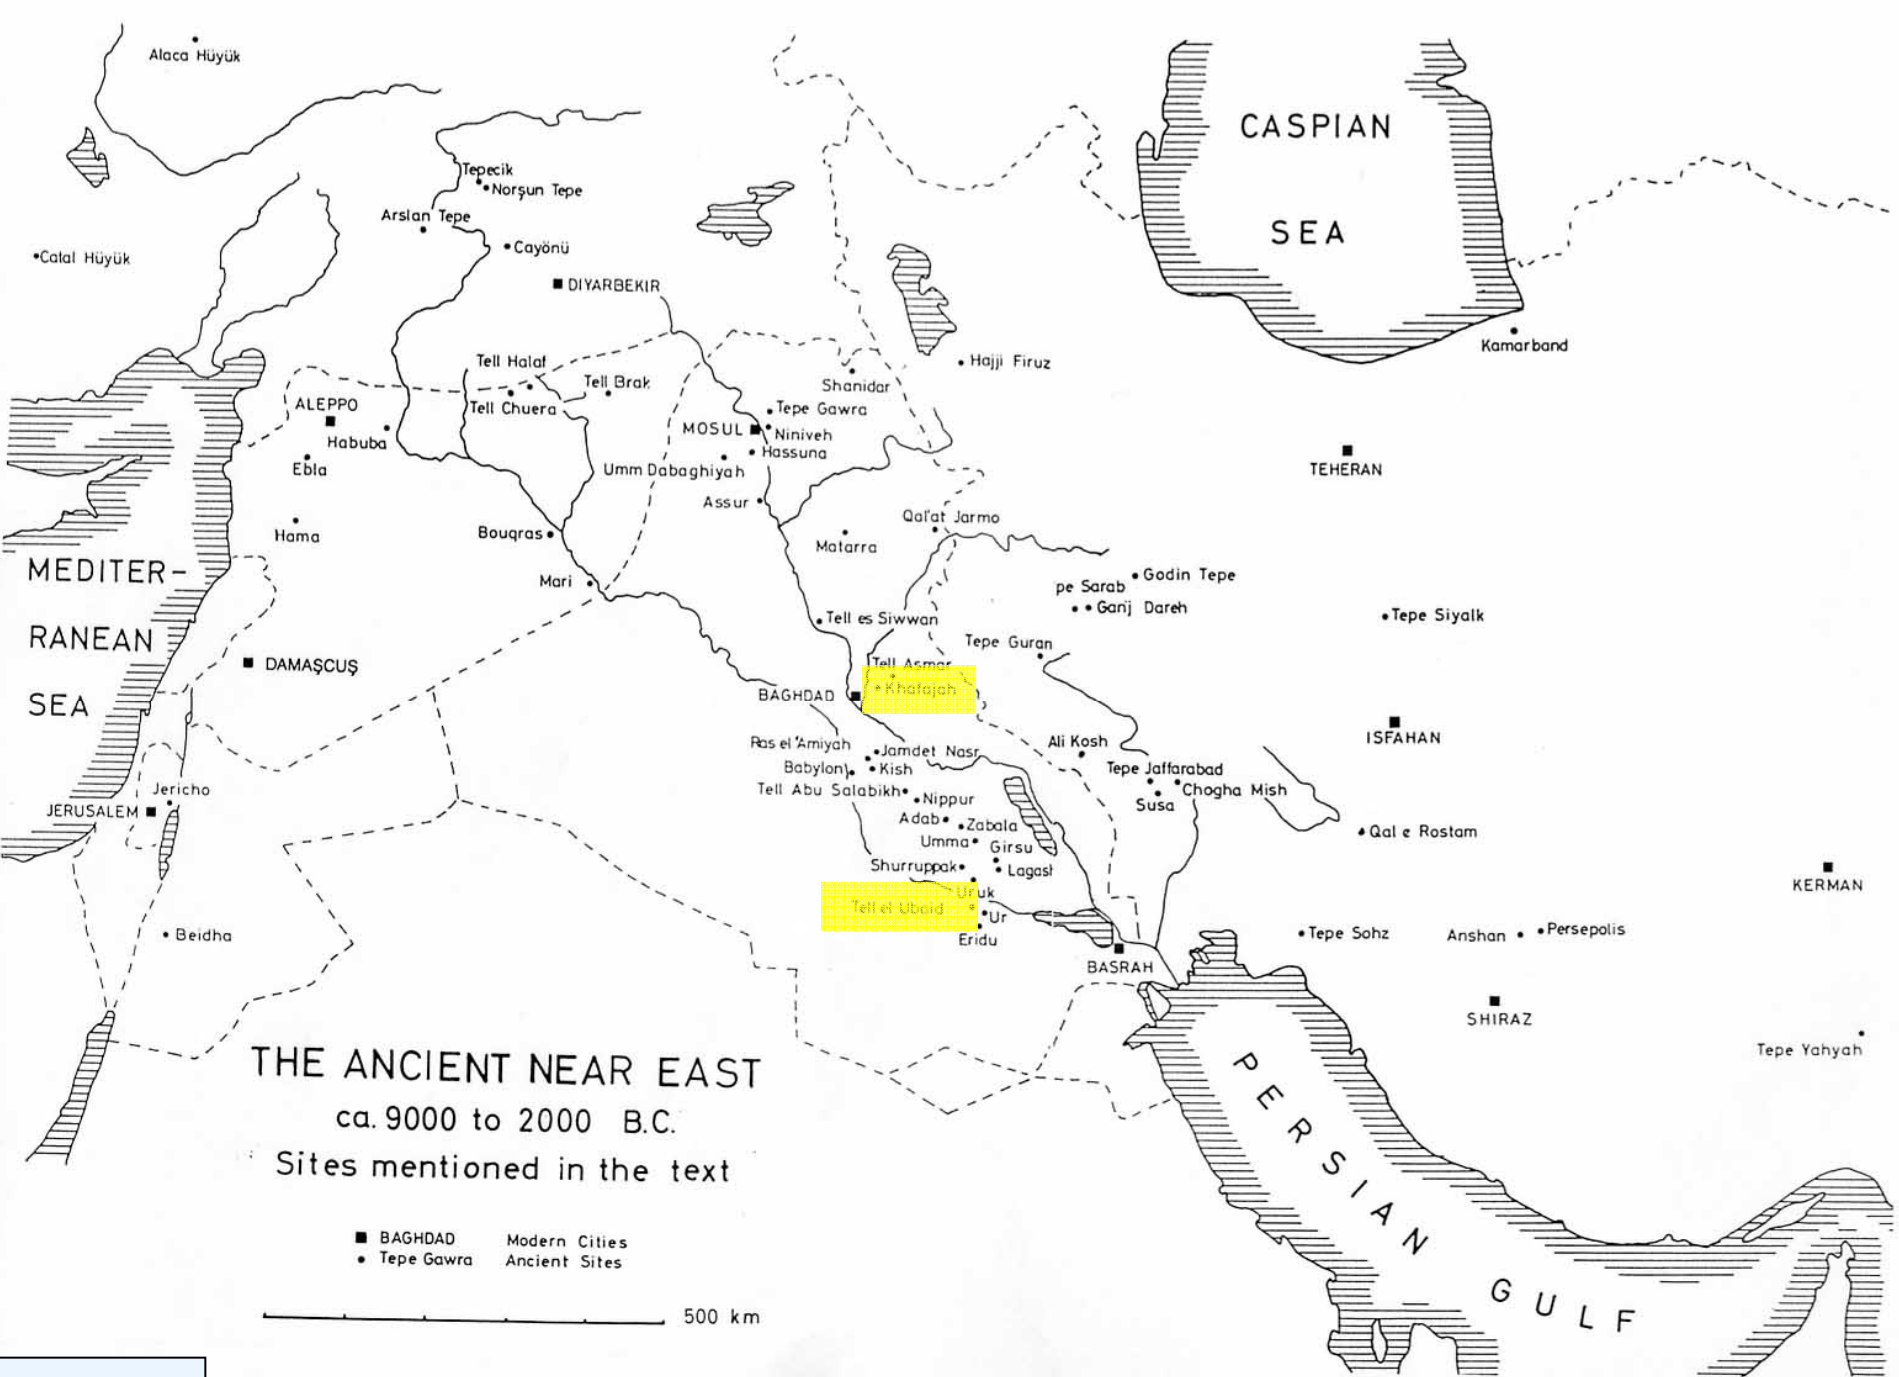 Alaca Hüyük
CASPIAN
SEA
Tepecik
Norşun Tepe
Arslan Tepe
Cayönü
Catal Hüyük
DIYARBEKIR
Kamarband
Tell Halaf
Hajji Firuz
Tell Brak
Shanidar
ALEPPO
Tell Chuera
Tepe Gawra
MOSUL
Niniveh
Habuba
Hassuna
Ebla
Umm Dabaghiyah
TEHERAN
Assur
Hama
Bouqras
Qal'at Jarmo
Matarra
MEDITER-
RANEAN
SEA
Mari
Godin Tepe
pe Sarab
Ganj Dareh
Tell es Siwwan
Tepe Siyalk
Tepe Guran
DAMAŞCUŞ
Tell Asmar
Khafajah
BAGHDAD
ISFAHAN
Ras el 'Amiyah
Jamdet Nasr
Ali Kosh
Babylon
Kish
Tepe Jaffarabad
Tell Abu Salabikh
Chogha Mish
Susa
Jericho
Nippur
JERUSALEM
Adab
Zabala
Qal e Rostam
Umma
Girsu
Shurruppak
Lagash
KERMAN
Uruk
Tell el Ubaid
Ur
Eridu
Beidha
Tepe Sohz
Anshan
Persepolis
BASRAH
SHIRAZ
Tepe Yahyah
PERSIAN
GULF
THE ANCIENT NEAR EAST
ca. 9000 to 2000 B.C.
Sites mentioned in the text
BAGHDAD Modern Cities
Tepe Gawra Ancient Sites
500 km